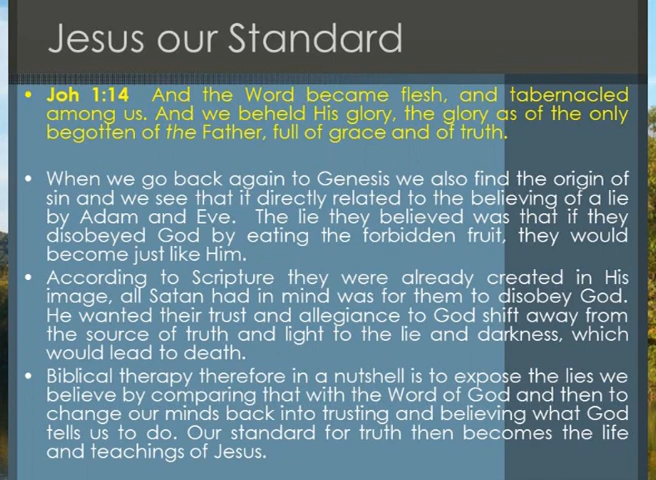 Jesus our Standard
• Joh 1:14 And the Word became flesh, and tabernacled
among us. And we beheld His glory, the glory as of the only
begotten of the Father, full of grace and of truth.
• When we go back again to Genesis we also find the origin of
sin and we see that it directly related to the believing of a lie
by Adam and Eve. The lie they believed was that if they
disobeyed God by eating the forbidden fruit, they would
become just like Him.
• According to Scripture they were already created in His
image, all Satan had in mind was for them to disobey God.
He wanted their trust and allegiance to God shift away from
the source of truth and light to the lie and darkness, which
would lead to death.
• Biblical therapy therefore in a nutshell is to expose the lies we
believe by comparing that with the Word of God and then to
change our minds back into trusting and believing what God
tells us to do. Our standard for truth then becomes the life
and teachings of Jesus.